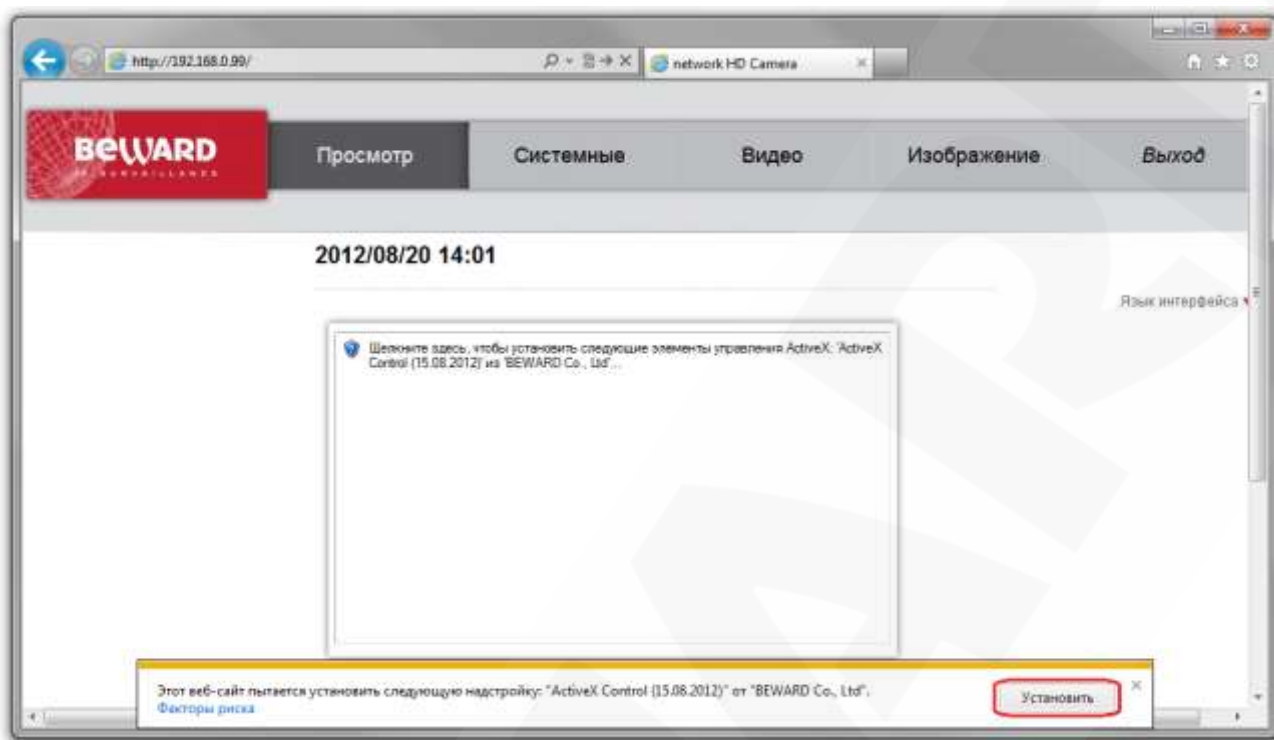 http://192.168.0.99/
network HD Camera
BEWARD
Просмотр
Системные
Видео
Изображение
Выход
2012/08/20 14:01
Язык интерфейса
Щелкните здесь, чтобы установить следующие элементы управления ActiveX: 'ActiveX
Control (15.08.2012)' из 'BEWARD Co., Ltd'...
Этот веб-сайт пытается установить следующую надстройку: "ActiveX Control (15.08.2012)" от "BEWARD Co., Ltd".
Факторы риска
Установить